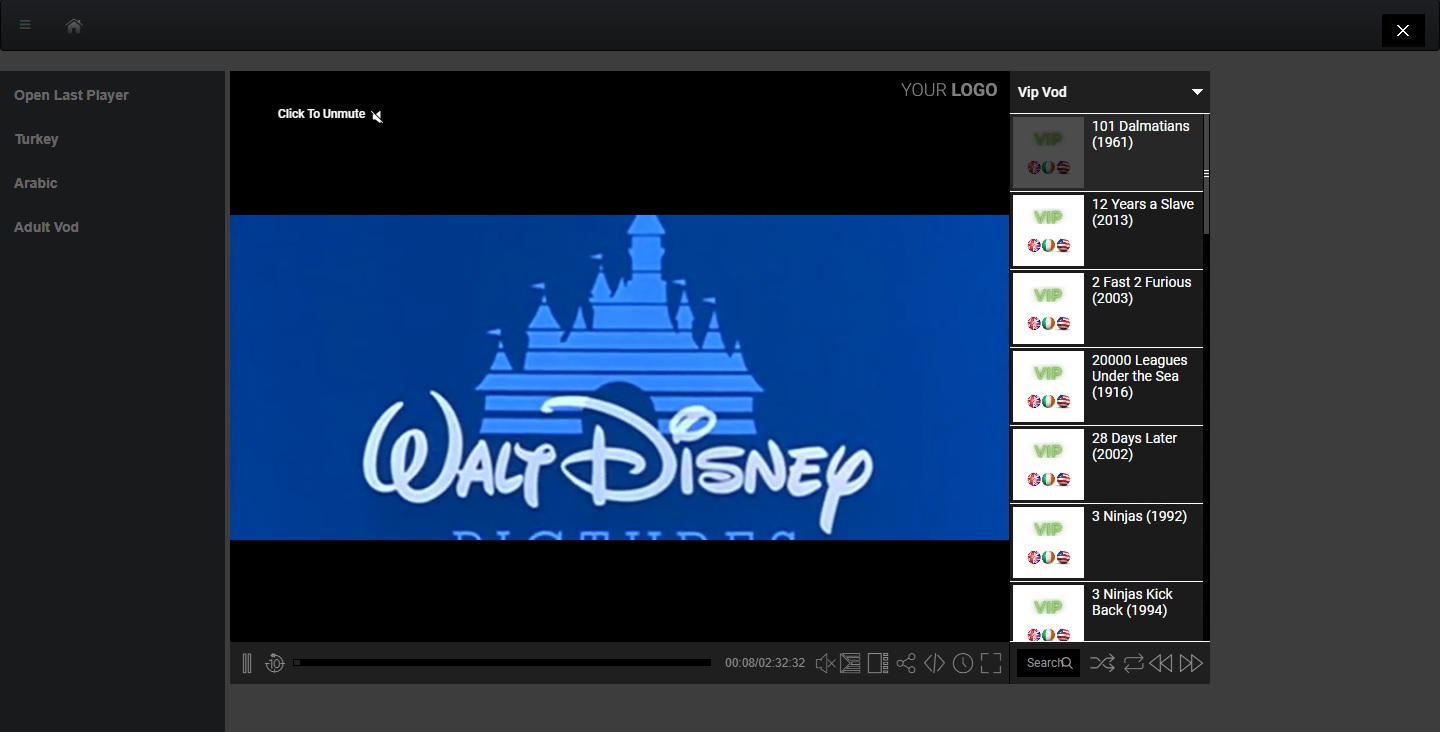 Open Last Player
Turkey
Arabic
Adult Vod
Click To Unmute
YOUR LOGO
WALT DISNEY
PICTURES
00:08/02:32:32
10
Vip Vod
VIP
101 Dalmatians
(1961)
VIP
12 Years a Slave
(2013)
VIP
2 Fast 2 Furious
(2003)
VIP
20000 Leagues
Under the Sea
(1916)
VIP
28 Days Later
(2002)
VIP
3 Ninjas (1992)
VIP
3 Ninjas Kick
Back (1994)
Search